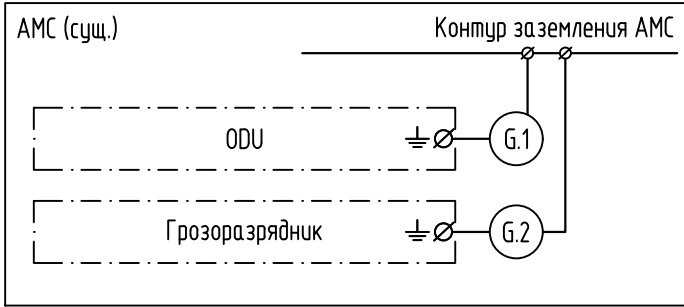 АМС (сущ.)
Контур заземления АМС
ODU
G.1
Грозоразрядник
G.2